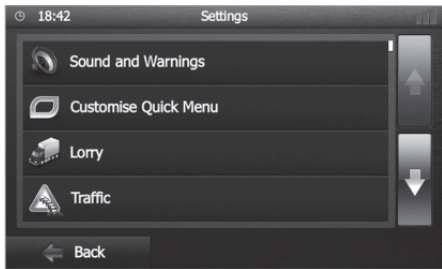 18:42 Settings
Sound and Warnings
Customise Quick Menu
Lorry
Traffic
Back